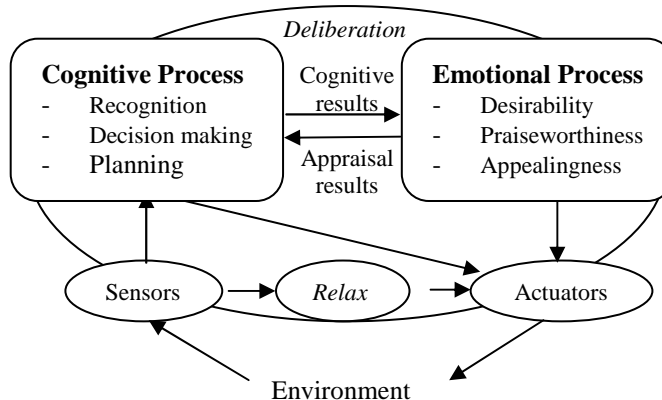 Deliberation
Cognitive Process
- Recognition
- Decision making
- Planning
Cognitive
results
Appraisal
results
Emotional Process
- Desirability
- Praiseworthiness
- Appealingness
Sensors
Relax
Actuators
Environment